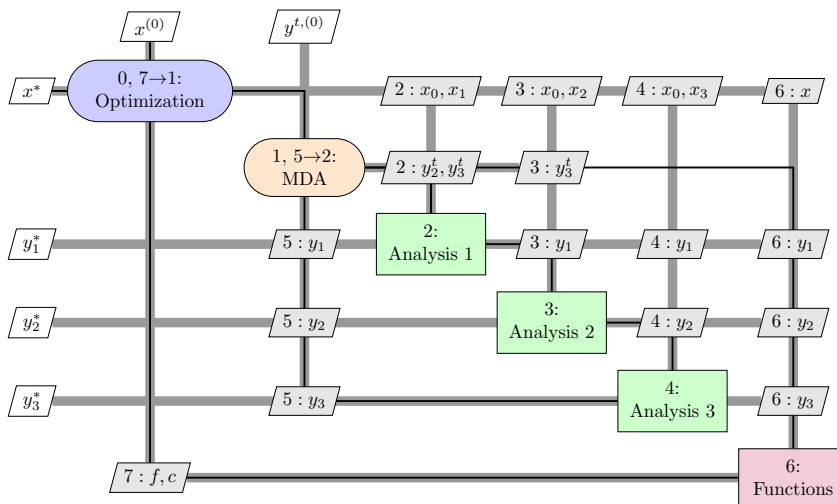 x^{(0)} y^{t,(0)}
0, 7→1:
Optimization
x^* 2 : x_0, x_1 3 : x_0, x_2 4 : x_0, x_3 6 : x
1, 5→2:
MDA
2 : y_2^t, y_3^t 3 : y_3^t
y_1^* 5 : y_1
2:
Analysis 1
3 : y_1 4 : y_1 6 : y_1
y_2^* 5 : y_2
3:
Analysis 2
4 : y_2 6 : y_2
y_3^* 5 : y_3
4:
Analysis 3
6 : y_3
7 : f, c
6:
Functions